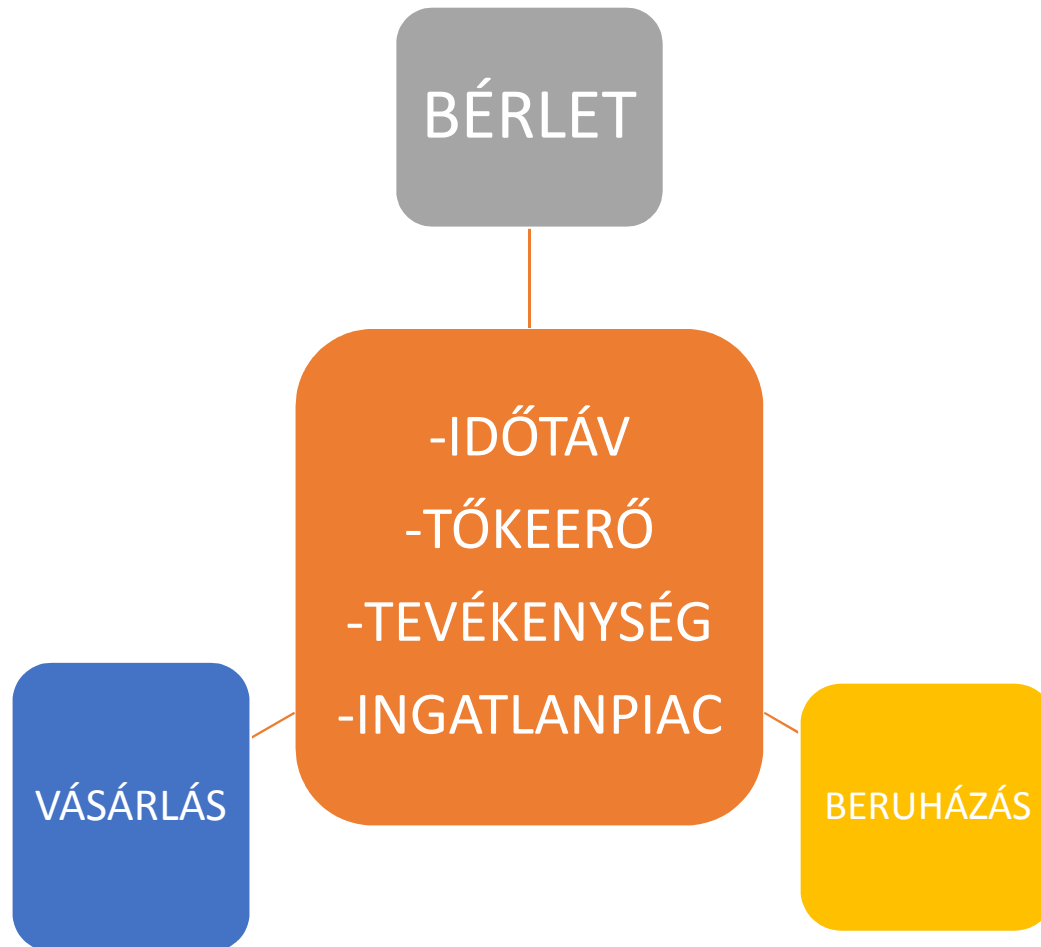 BÉRLET
-IDŐTÁV
-TŐKEERŐ
-TEVÉKENYSÉG
-INGATLANPIAC
VÁSÁRLÁS
BERUHÁZÁS